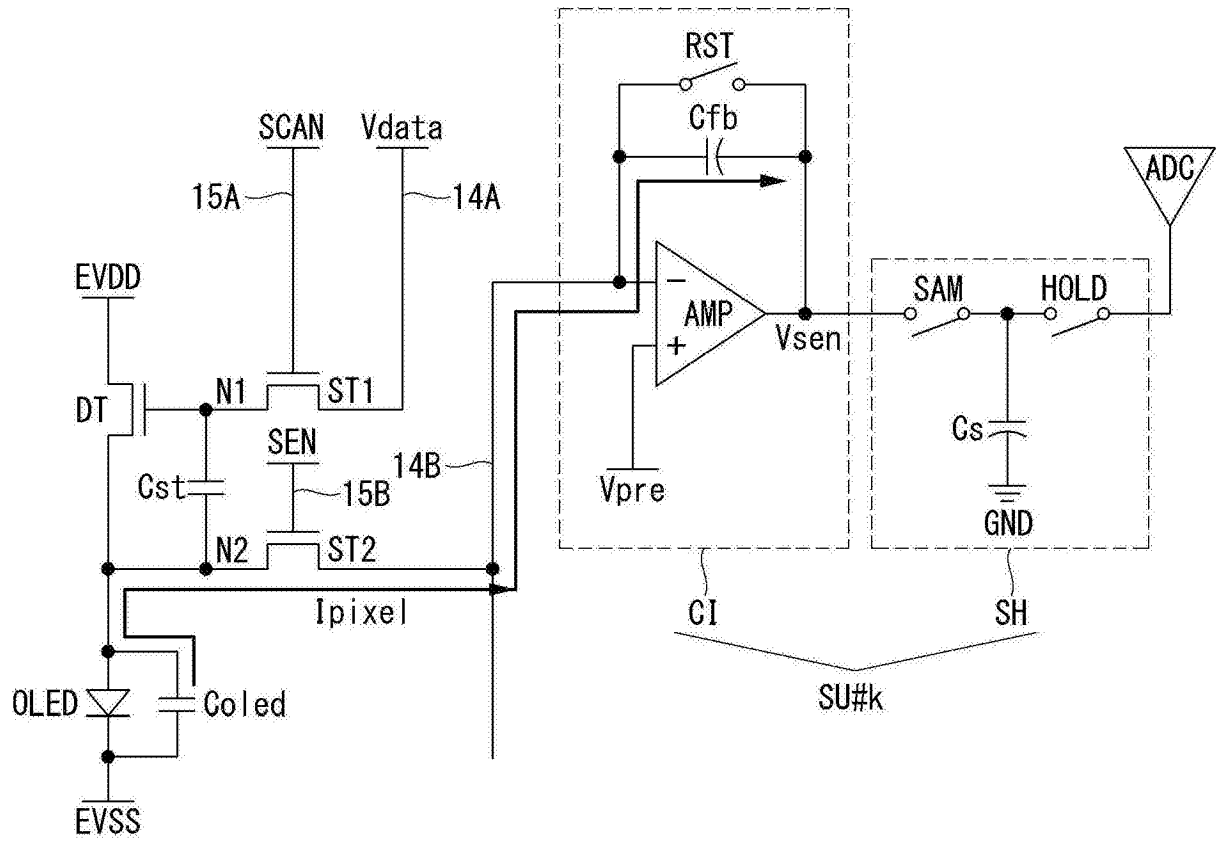 RST
Cfb
SCAN
Vdata
ADC
15A
14A
EVDD
SAM
HOLD
−
AMP
+
Vsen
N1
ST1
DT
SEN
Cs
14B
Cst
15B
Vpre
GND
N2
ST2
Ipixel
CI
SH
OLED
Coled
SU#k
EVSS